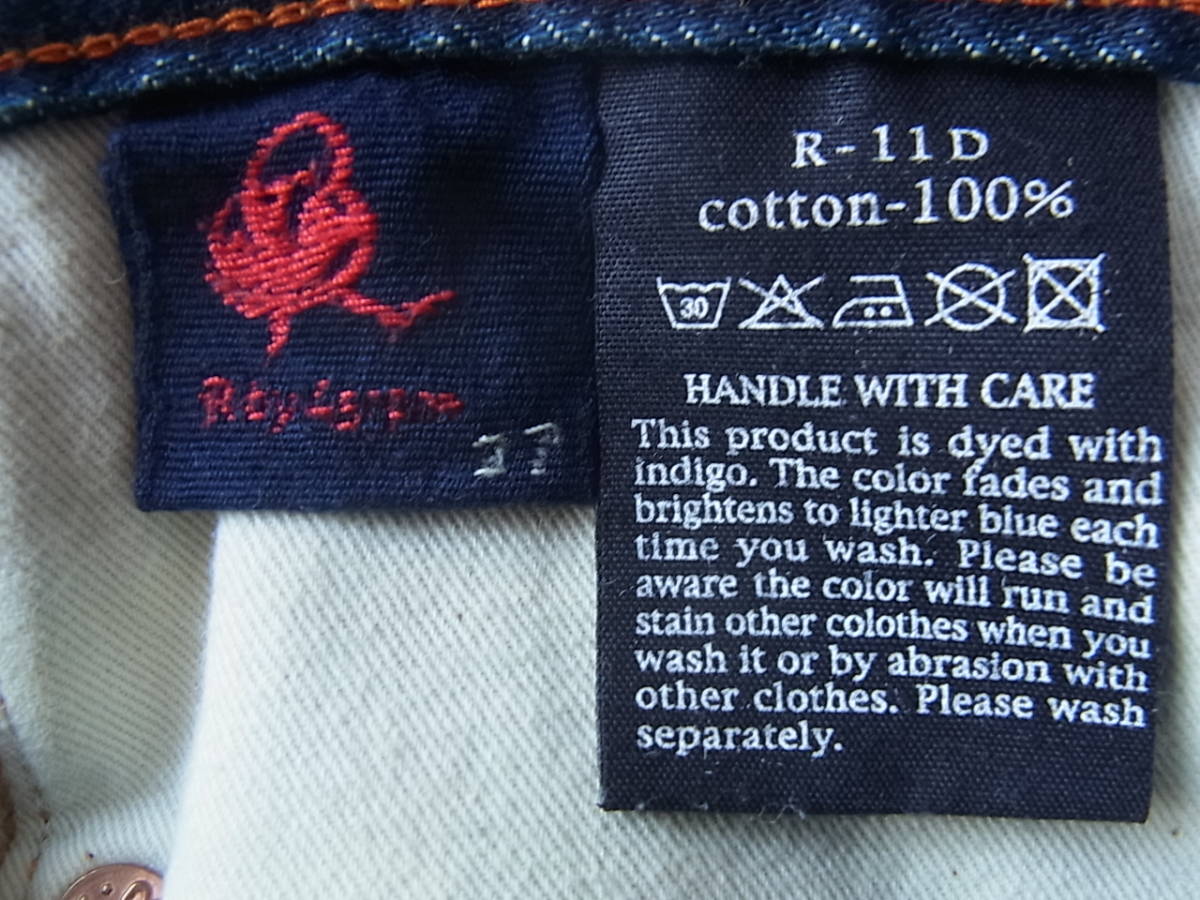 R-11D
cotton-100%
30
HANDLE WITH CARE
This product is dyed with
indigo. The color fades and
brightens to lighter blue each
time you wash. Please be
aware the color will run and
stain other colothes when you
wash it or by abrasion with
other clothes. Please wash
separately.